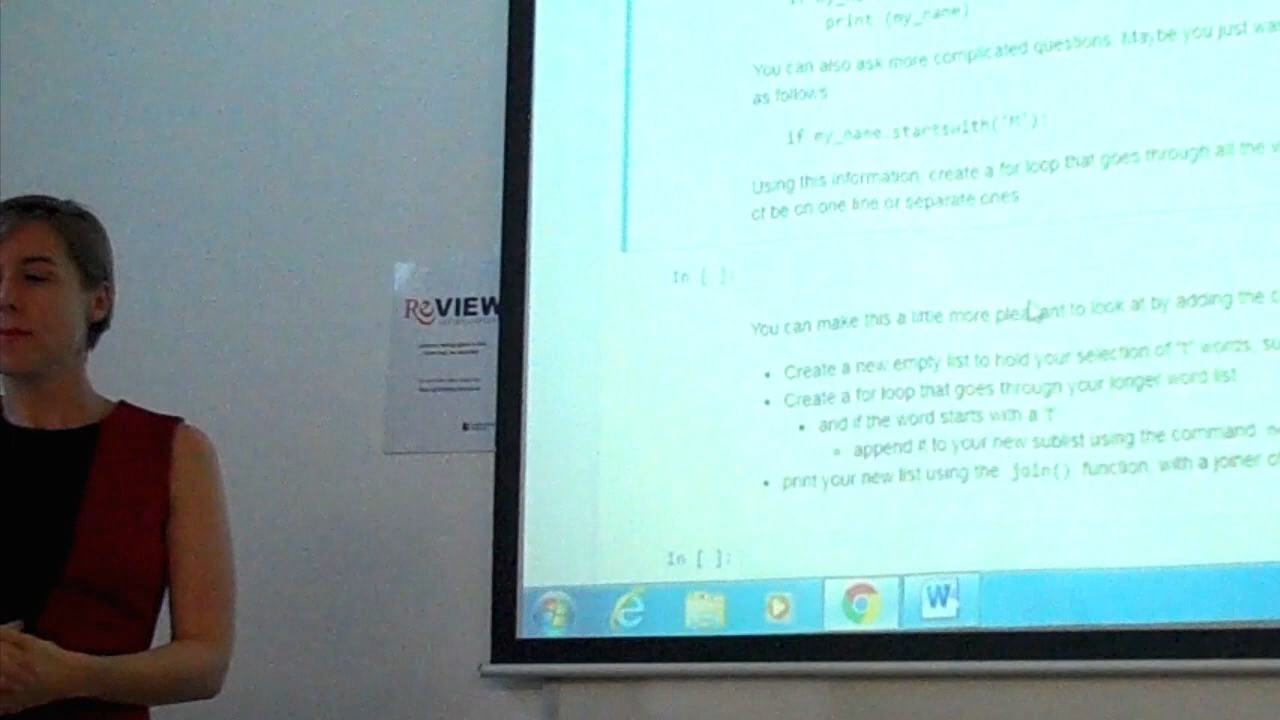 print (my_name)
You can also ask more complicated questions. Maybe you just
as follows
if my_name.startswith('M'):
Using this information, create a for loop that goes through all the
ct be on one line or separate ones
In [ ]:
You can make this a little more pleasant to look at by adding the
Create a new empty list to hold your selection of "t" words,
Create a for loop that goes through your longer word list
and if the word starts with a
append it to your new sublist using the command
print your new list using the join() function, with a joiner of
In [ ]:
ReVIEW